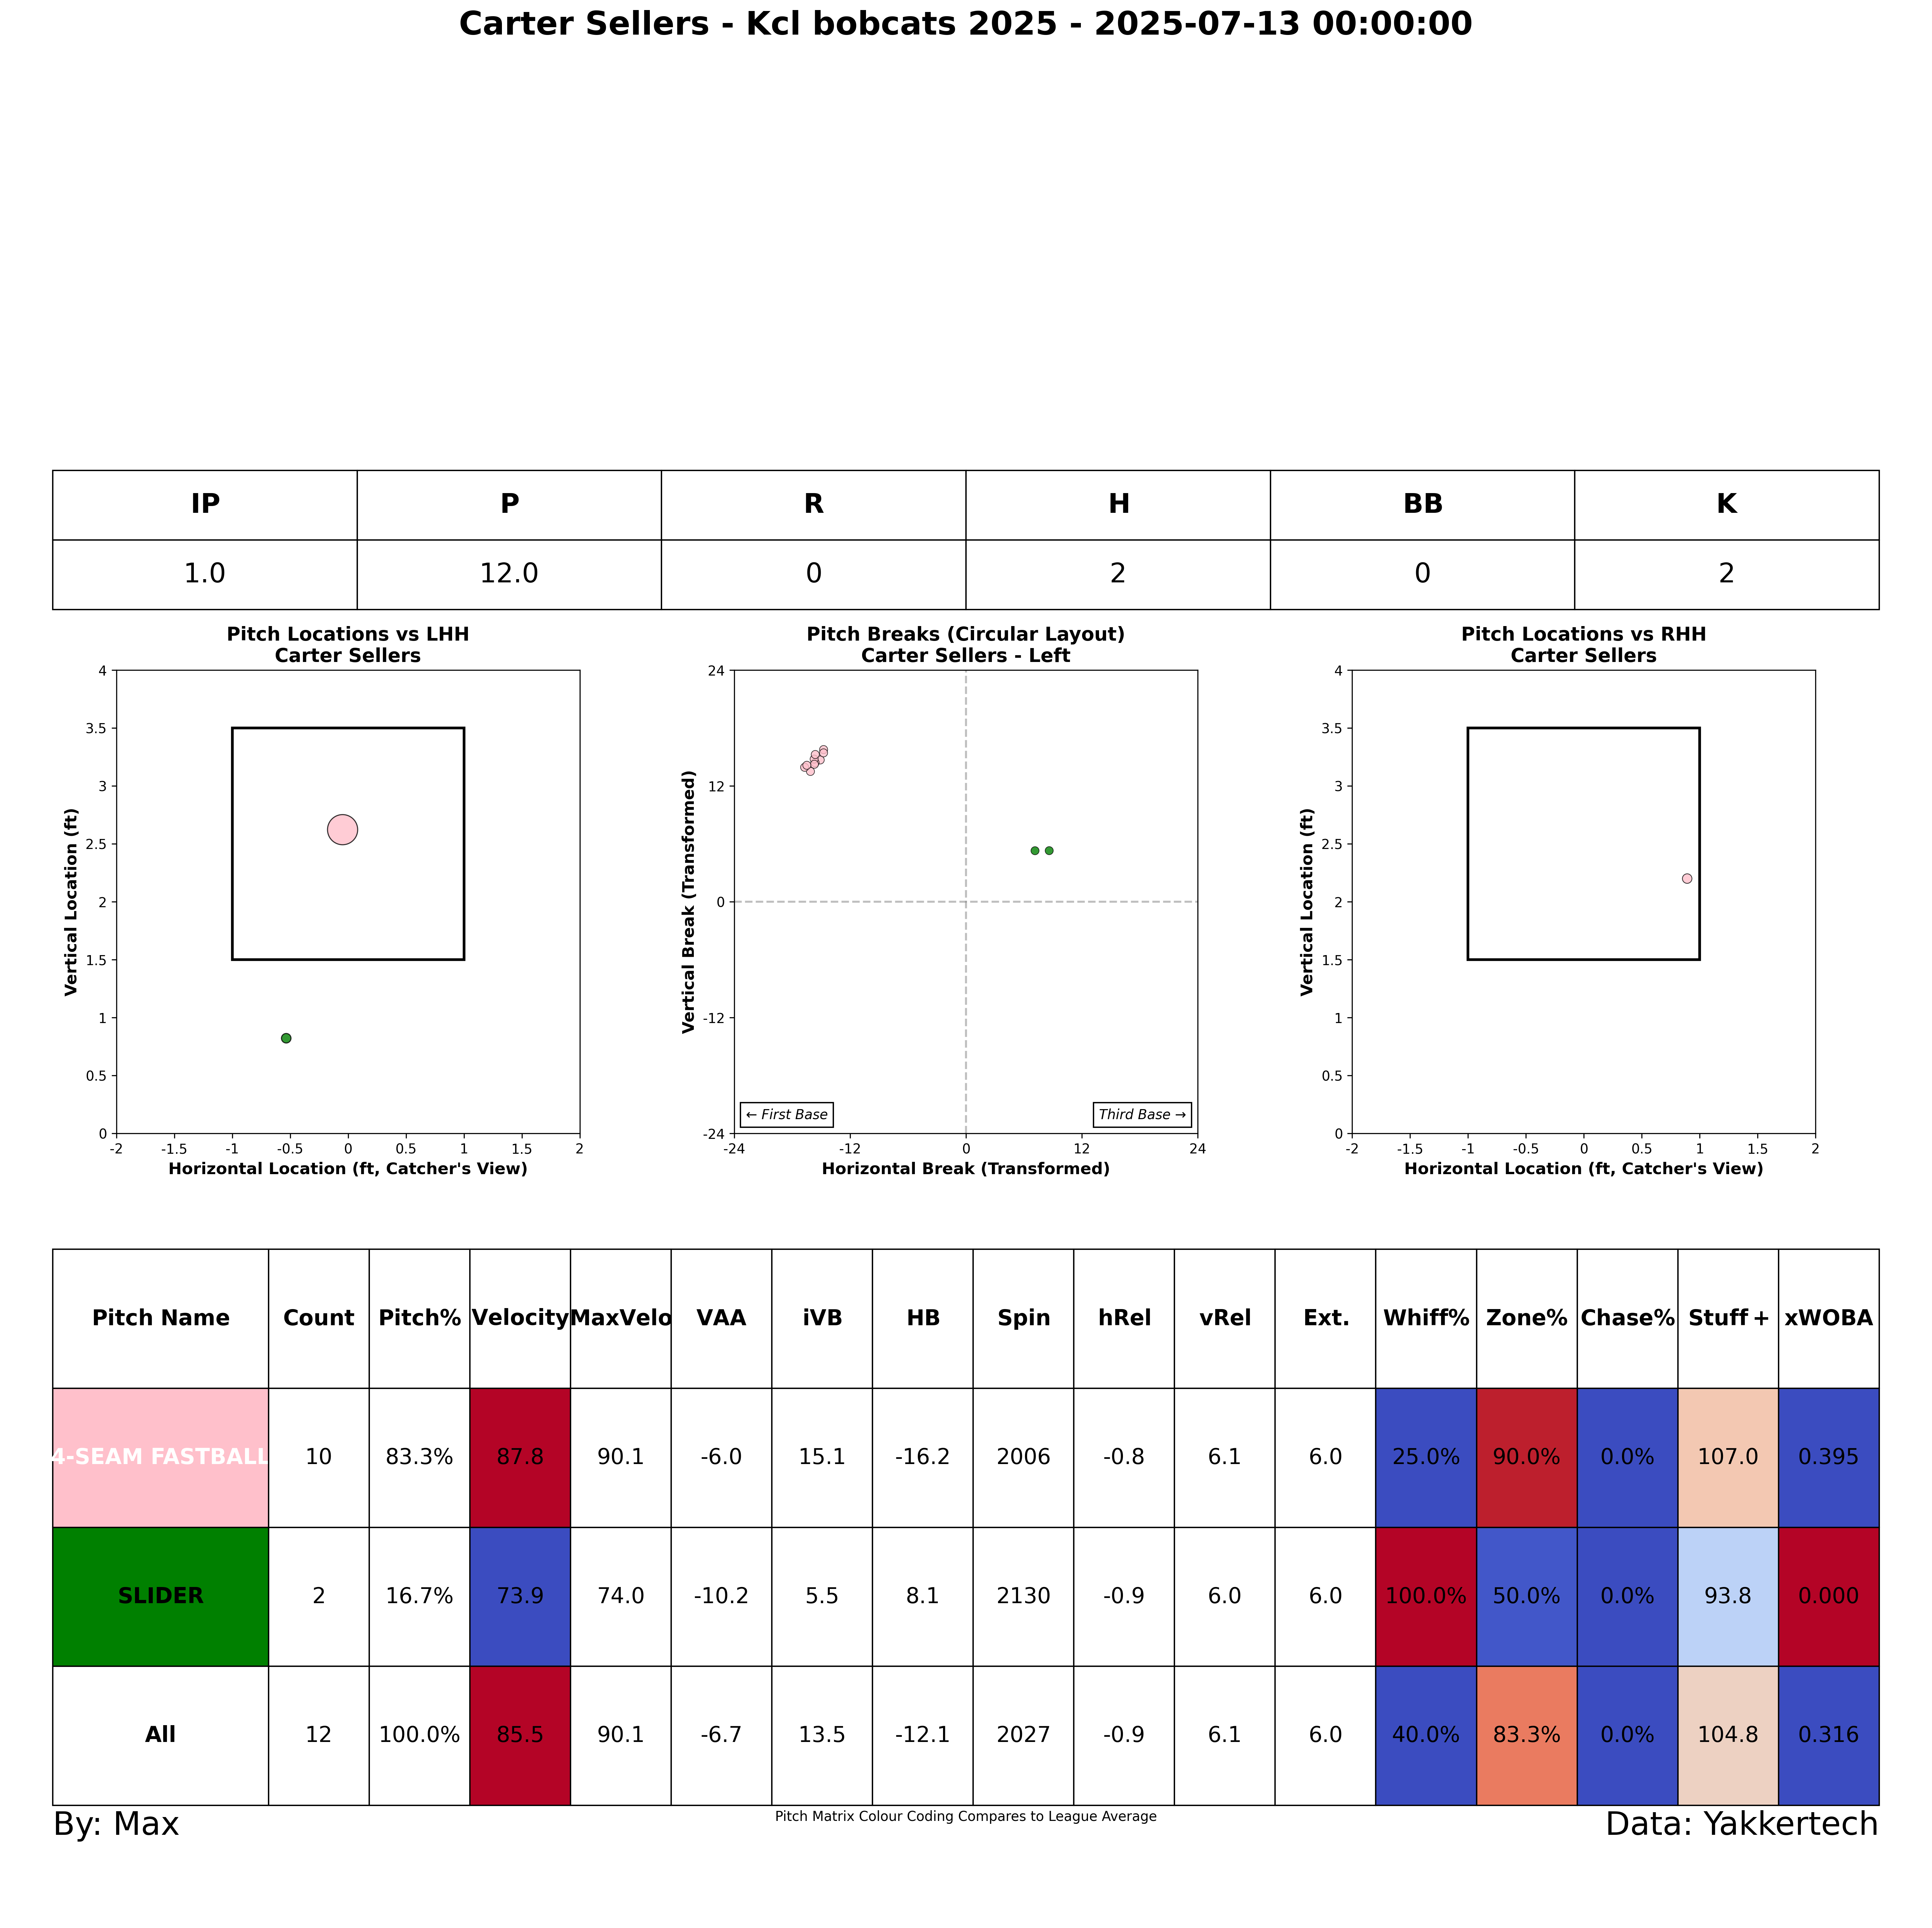 Carter Sellers - Kcl bobcats 2025 - 2025-07-13 00:00:00
IP P R H BB K
1.0 12.0 0 2 0 2
Pitch Locations vs LHH
Carter Sellers
4
3.5
3
2.5
2
1.5
1
0.5
0
-2 -1.5 -1 -0.5 0 0.5 1 1.5 2
Vertical Location (ft)
Horizontal Location (ft, Catcher's View)
Pitch Breaks (Circular Layout)
Carter Sellers - Left
24
12
0
-12
-24
-24 -12 0 12 24
Vertical Break (Transformed)
← First Base
Third Base →
Horizontal Break (Transformed)
Pitch Locations vs RHH
Carter Sellers
4
3.5
3
2.5
2
1.5
1
0.5
0
-2 -1.5 -1 -0.5 0 0.5 1 1.5 2
Vertical Location (ft)
Horizontal Location (ft, Catcher's View)
Pitch Name Count Pitch% Velocity MaxVelo VAA iVB HB Spin hRel vRel Ext. Whiff% Zone% Chase% Stuff+ xWOBA
4-SEAM FASTBALL 10 83.3% 87.8 90.1 -6.0 15.1 -16.2 2006 -0.8 6.1 6.0 25.0% 90.0% 0.0% 107.0 0.395
SLIDER 2 16.7% 73.9 74.0 -10.2 5.5 8.1 2130 -0.9 6.0 6.0 100.0% 50.0% 0.0% 93.8 0.000
All 12 100.0% 85.5 90.1 -6.7 13.5 -12.1 2027 -0.9 6.1 6.0 40.0% 83.3% 0.0% 104.8 0.316
By: Max
Pitch Matrix Colour Coding Compares to League Average
Data: Yakkertech